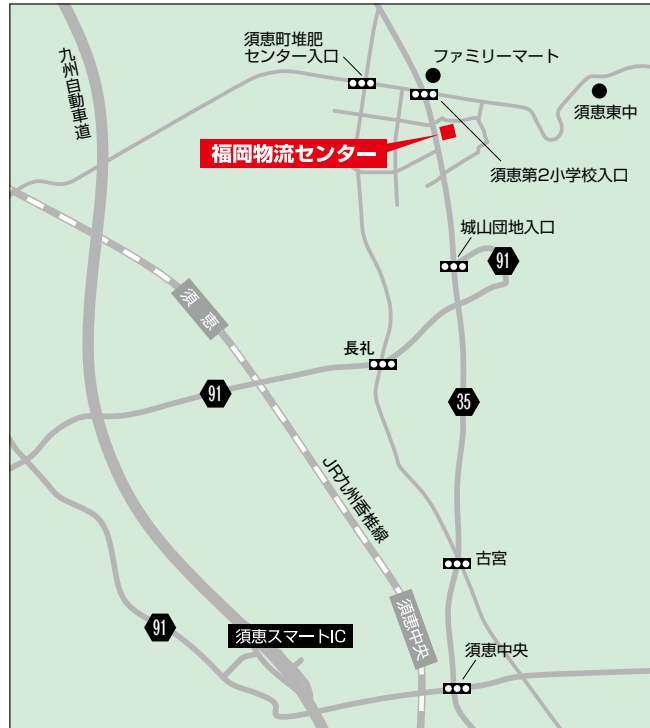 須恵町堆肥
センター入口
ファミリーマート
九州自動車道
須恵東中
福岡物流センター
須恵第2小学校入口
城山団地入口
91
須恵
長礼
91
35
JR九州香椎線
古宮
91
須恵スマートIC
須恵中央
須恵中央